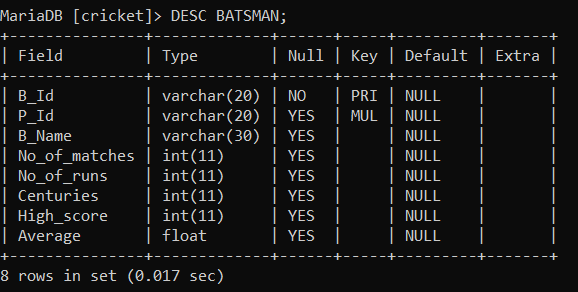 MariaDB [cricket]> DESC BATSMAN;
+---------------+-------------+------+-----+---------+-------+
| Field         | Type        | Null | Key | Default | Extra |
+---------------+-------------+------+-----+---------+-------+
| B_Id          | varchar(20) | NO   | PRI | NULL    |       |
| P_Id          | varchar(20) | YES  | MUL | NULL    |       |
| B_Name        | varchar(30) | YES  |     | NULL    |       |
| No_of_matches | int(11)     | YES  |     | NULL    |       |
| No_of_runs    | int(11)     | YES  |     | NULL    |       |
| Centuries     | int(11)     | YES  |     | NULL    |       |
| High_score    | int(11)     | YES  |     | NULL    |       |
| Average       | float       | YES  |     | NULL    |       |
+---------------+-------------+------+-----+---------+-------+
8 rows in set (0.017 sec)